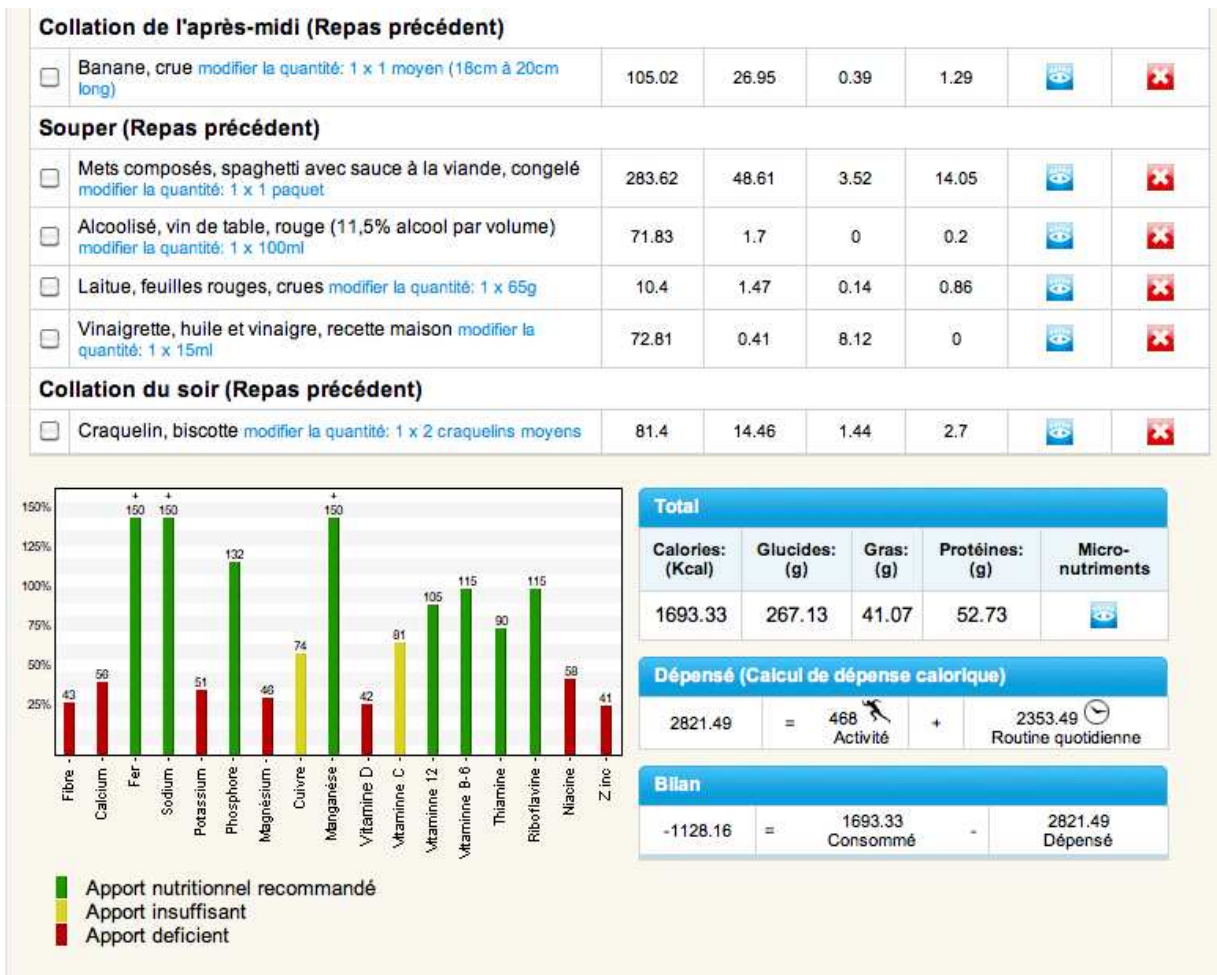 Collation de l'après-midi (Repas précédent)
Banane, crue modifier la quantité: 1 x 1 moyen (18cm à 20cm
long)
105.02 26.95 0.39 1.29
Souper (Repas précédent)
Mets composés, spaghetti avec sauce à la viande, congelé
modifier la quantité: 1 x 1 paquet
283.62 48.61 3.52 14.05
Alcoolisé, vin de table, rouge (11,5% alcool par volume)
modifier la quantité: 1 x 100ml
71.83 1.7 0 0.2
Laitue, feuilles rouges, crues modifier la quantité: 1 x 65g
10.4 1.47 0.14 0.86
Vinaigrette, huile et vinaigre, recette maison modifier la
quantité: 1 x 15ml
72.81 0.41 8.12 0
Collation du soir (Repas précédent)
Craquelin, biscotte modifier la quantité: 1 x 2 craquelins moyens
81.4 14.46 1.44 2.7
150%
125%
100%
75%
50%
25%
43
56
+
150
+
150
51
132
46
74
+
150
42
81
105
115
90
115
58
41
Fibre -
Calcium -
Fer -
Sodium -
Potassium -
Phosphore -
Magnésium -
Cuivre -
Manganèse -
Vitamine D -
Vitaminne C -
Vitaminne 12 -
Vitaminne B-6 -
Thiamine -
Riboflavine -
Niacine -
Zinc -
Apport nutritionnel recommandé
Apport insuffisant
Apport deficient
Total
Calories: Glucides: Gras: Protéines: Micro-
(Kcal) (g) (g) (g) nutriments
1693.33 267.13 41.07 52.73
Dépensé (Calcul de dépense calorique)
2821.49 = 468 + 2353.49
Activité Routine quotidienne
Bilan
-1128.16 = 1693.33 - 2821.49
Consommé Dépensé